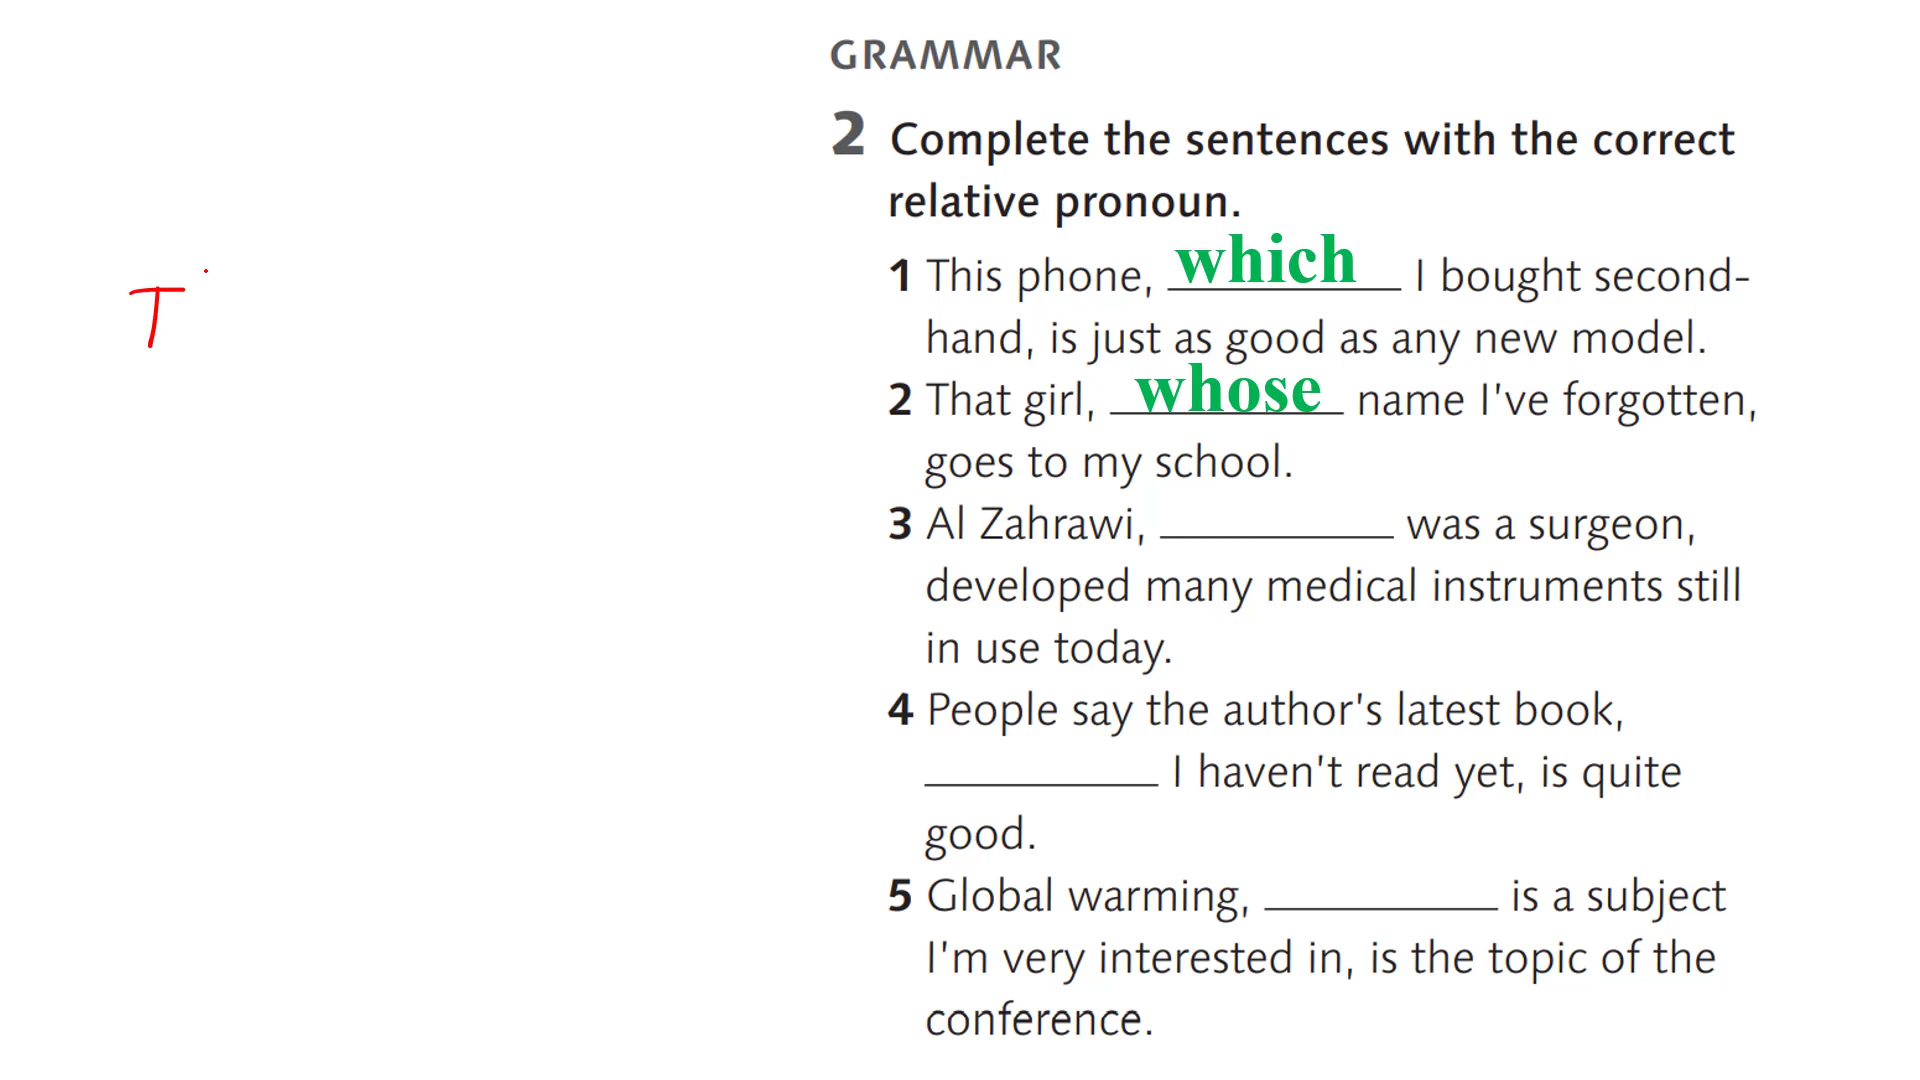 GRAMMAR
2 Complete the sentences with the correct
relative pronoun.
1 This phone, which I bought second-
hand, is just as good as any new model.
2 That girl, whose name I've forgotten,
goes to my school.
3 Al Zahrawi, __________ was a surgeon,
developed many medical instruments still
in use today.
4 People say the author's latest book,
__________ I haven't read yet, is quite
good.
5 Global warming, __________ is a subject
I'm very interested in, is the topic of the
conference.
T